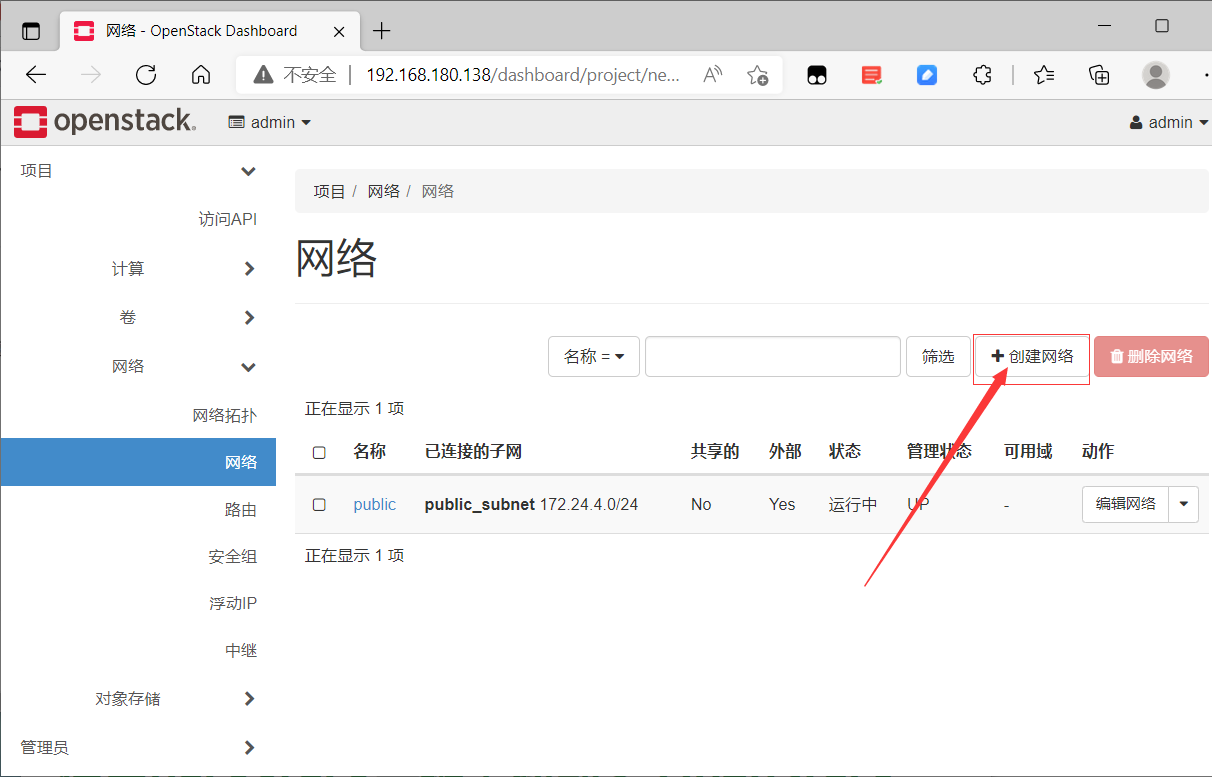 网络 - OpenStack Dashboard
不安全 192.168.180.138/dashboard/project/ne...
openstack. admin admin
项目
访问API
计算
卷
网络
网络拓扑
网络
路由
安全组
浮动IP
中继
对象存储
管理员
项目 / 网络 / 网络
网络
名称 = 筛选 创建网络 删除网络
正在显示 1 项
名称 已连接的子网 共享的 外部 状态 管理状态 可用域 动作
public public_subnet 172.24.4.0/24 No Yes 运行中 UP - 编辑网络
正在显示 1 项